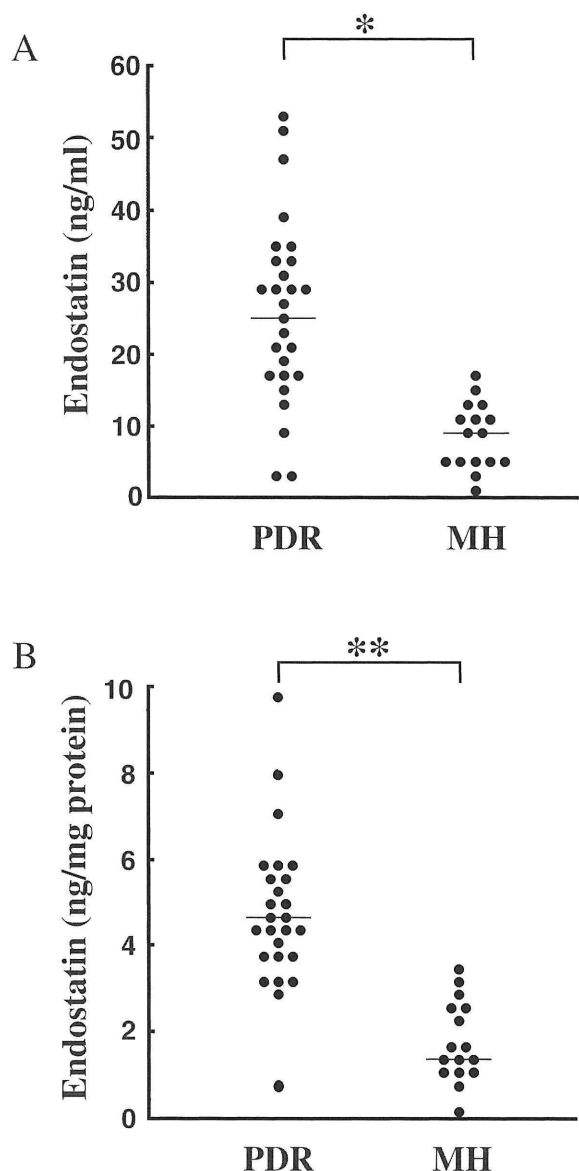 A
*
Endostatin (ng/ml)
60
50
40
30
20
10
0
PDR MH
B
**
Endostatin (ng/mg protein)
10
8
6
4
2
0
PDR MH